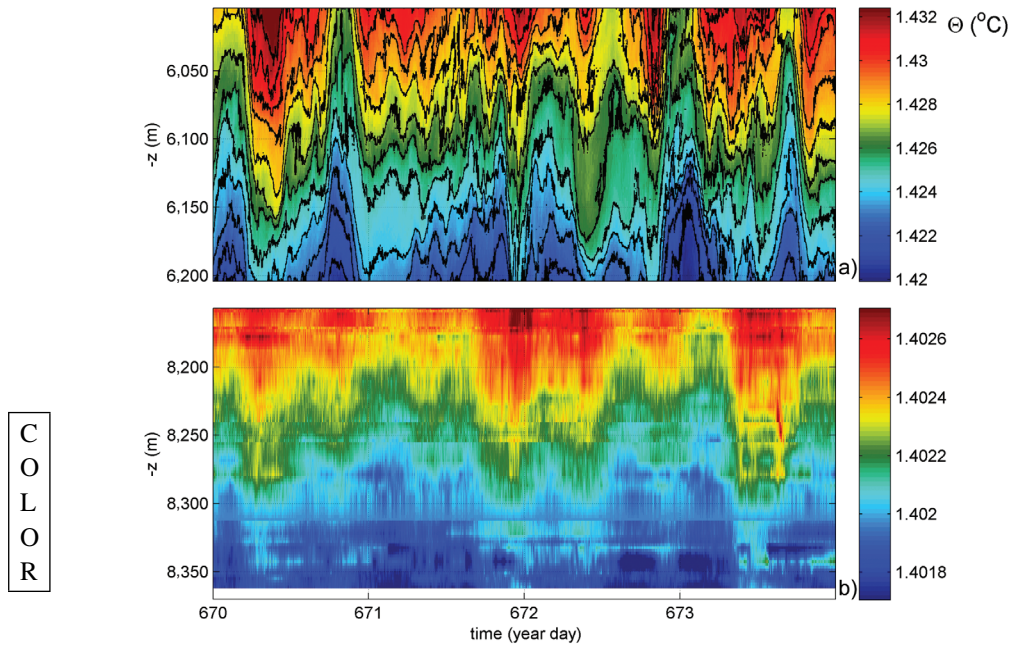 1.432
Θ (°C)
1.43
1.428
1.426
1.424
1.422
1.42
6.050
6.100
6.150
6,200
-z (m)
a)
1.4026
1.4024
1.4022
1.402
1.4018
8.200
8.250
8.300
8.350
-z (m)
b)
670
671
672
673
time (year day)
C
O
L
O
R